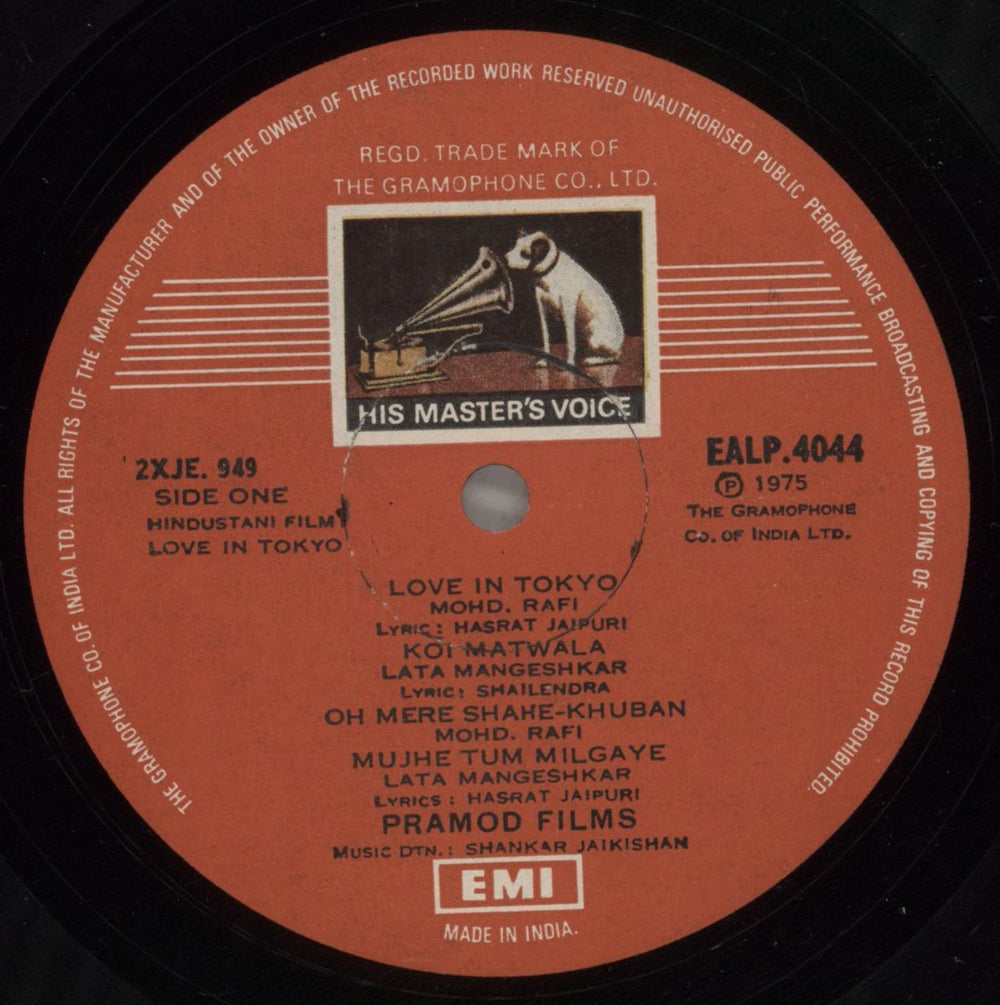 THE GRAMOPHONE CO. OF INDIA LTD. ALL RIGHTS OF THE MANUFACTURER AND OF THE OWNER OF THE RECORDED WORK RESERVED UNAUTHORISED PUBLIC PERFORMANCE BROADCASTING AND COPYING OF THIS RECORD PROHIBITED.
REGD. TRADE MARK OF
THE GRAMOPHONE CO., LTD.
HIS MASTER'S VOICE
2XJE. 949
SIDE ONE
HINDUSTANI FILM
LOVE IN TOKYO
EALP.4044
Ⓟ 1975
THE GRAMOPHONE
CO. OF INDIA LTD.
LOVE IN TOKYO
MOHD. RAFI
LYRIC: HASRAT JAIPURI
KOI MATWALA
LATA MANGESHKAR
LYRIC: SHAILENDRA
OH MERE SHAHE-KHUBAN
MOHD. RAFI
MUJHE TUM MILGAYE
LATA MANGESHKAR
LYRICS: HASRAT JAIPURI
PRAMOD FILMS
MUSIC DTN.: SHANKAR JAIKISHAN
EMI
MADE IN INDIA.